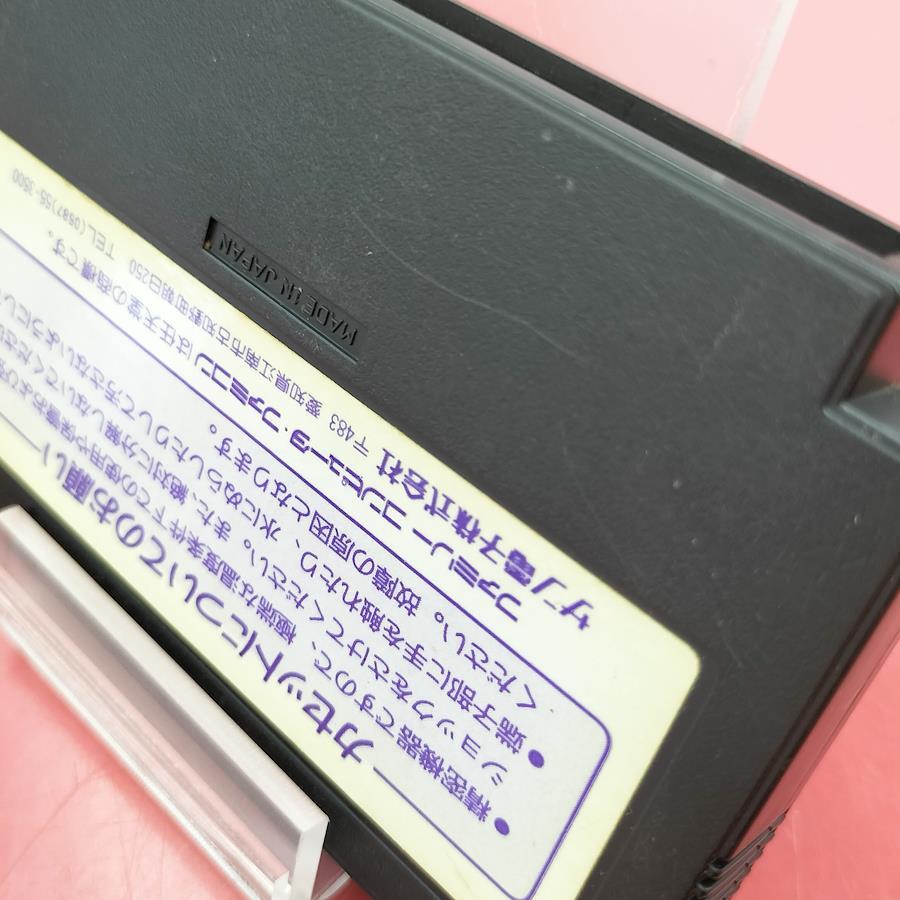 カセットについてのお願い
●精密機器ですので、極端な温度条件下での使用や保管および
ショックをさけてください。また、絶対に分解しないでください
●端子部に手を触れたり、水にぬらしたりして汚さないようにし
ください。故障の原因となります。
ファミリーコンピュータ・ファミコンは任天堂の商標です。
サン電子株式会社 〒483 愛知県江南市古知野町朝日250 TEL(0587)55-3500
MADE IN JAPAN